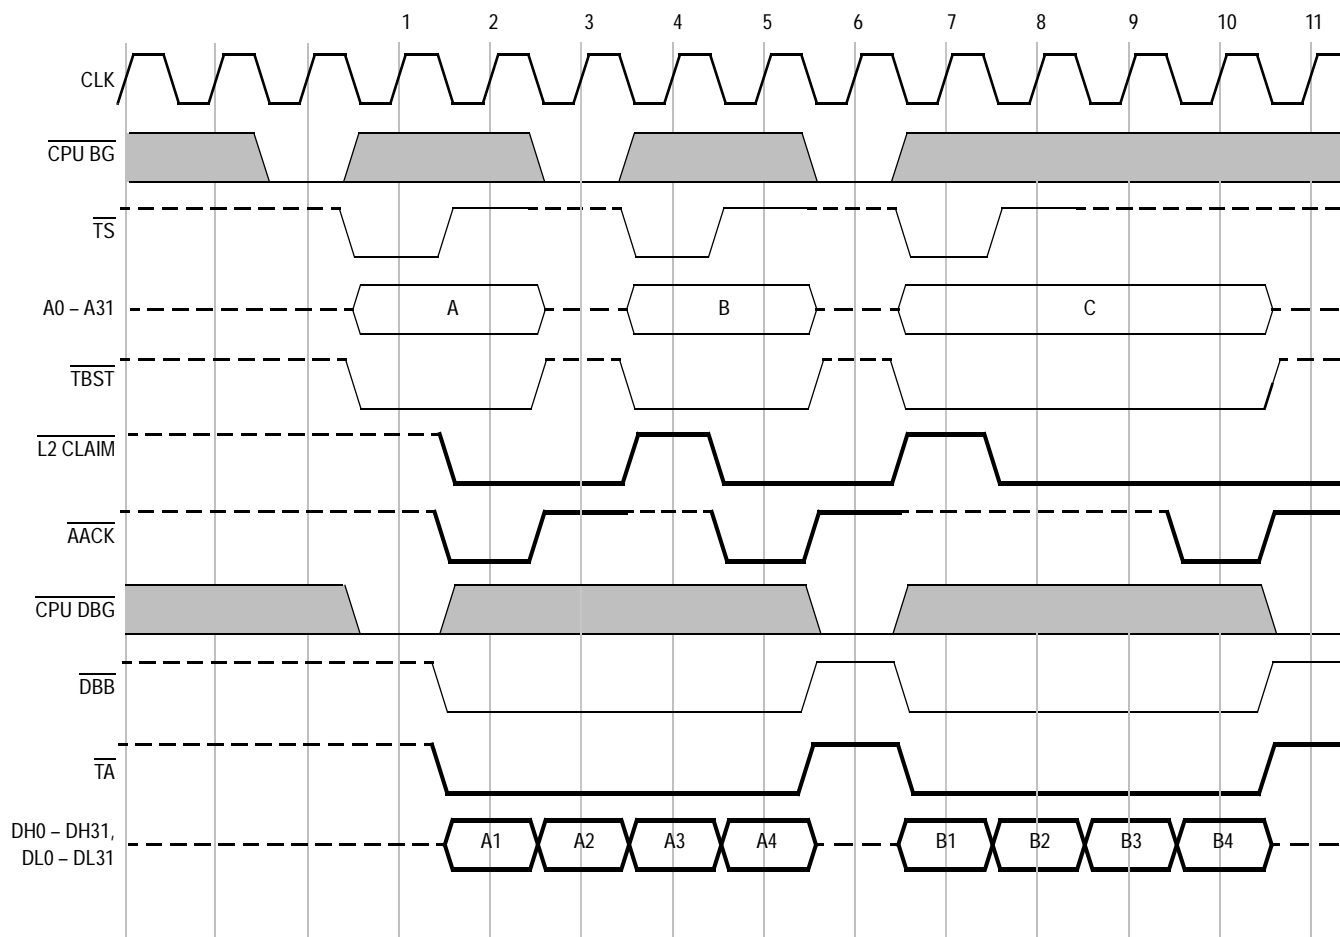 1 2 3 4 5 6 7 8 9 10 11
CLK
CPU BG
TS
A0 – A31 A B C
TBST
L2 CLAIM
AACK
CPU DBG
DBB
TA
DH0 – DH31,
DL0 – DL31 A1 A2 A3 A4 B1 B2 B3 B4